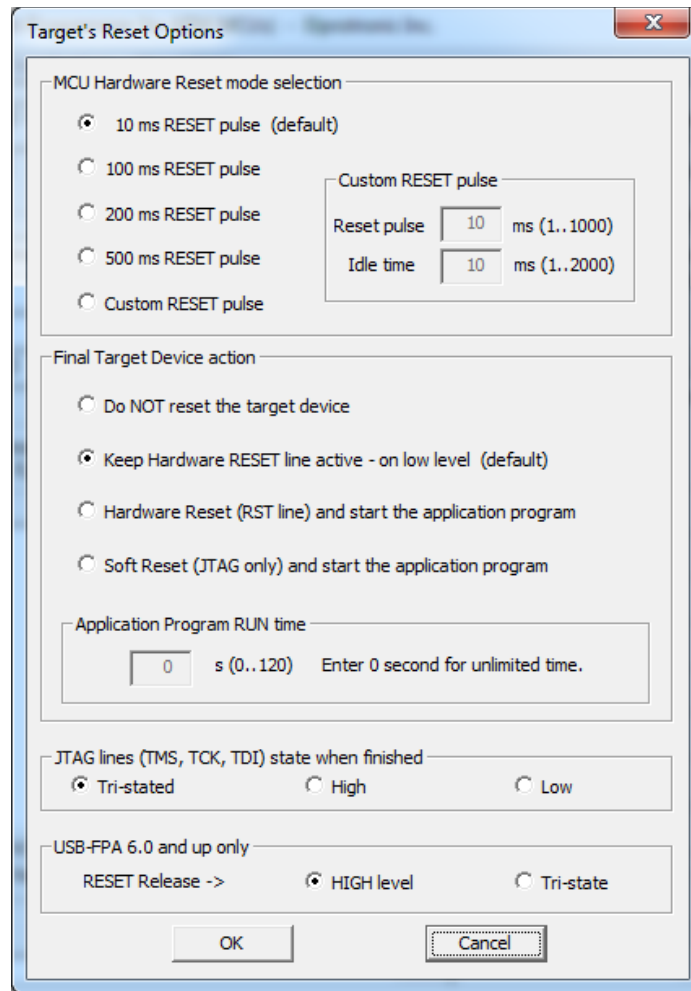 Target's Reset Options
MCU Hardware Reset mode selection
10 ms RESET pulse (default)
100 ms RESET pulse
200 ms RESET pulse
500 ms RESET pulse
Custom RESET pulse
Custom RESET pulse
Reset pulse 10 ms (1..1000)
Idle time 10 ms (1..2000)
Final Target Device action
Do NOT reset the target device
Keep Hardware RESET line active - on low level (default)
Hardware Reset (RST line) and start the application program
Soft Reset (JTAG only) and start the application program
Application Program RUN time
0 s (0..120) Enter 0 second for unlimited time.
JTAG lines (TMS, TCK, TDI) state when finished
Tri-stated High Low
USB-FPA 6.0 and up only
RESET Release -> HIGH level Tri-state
OK Cancel